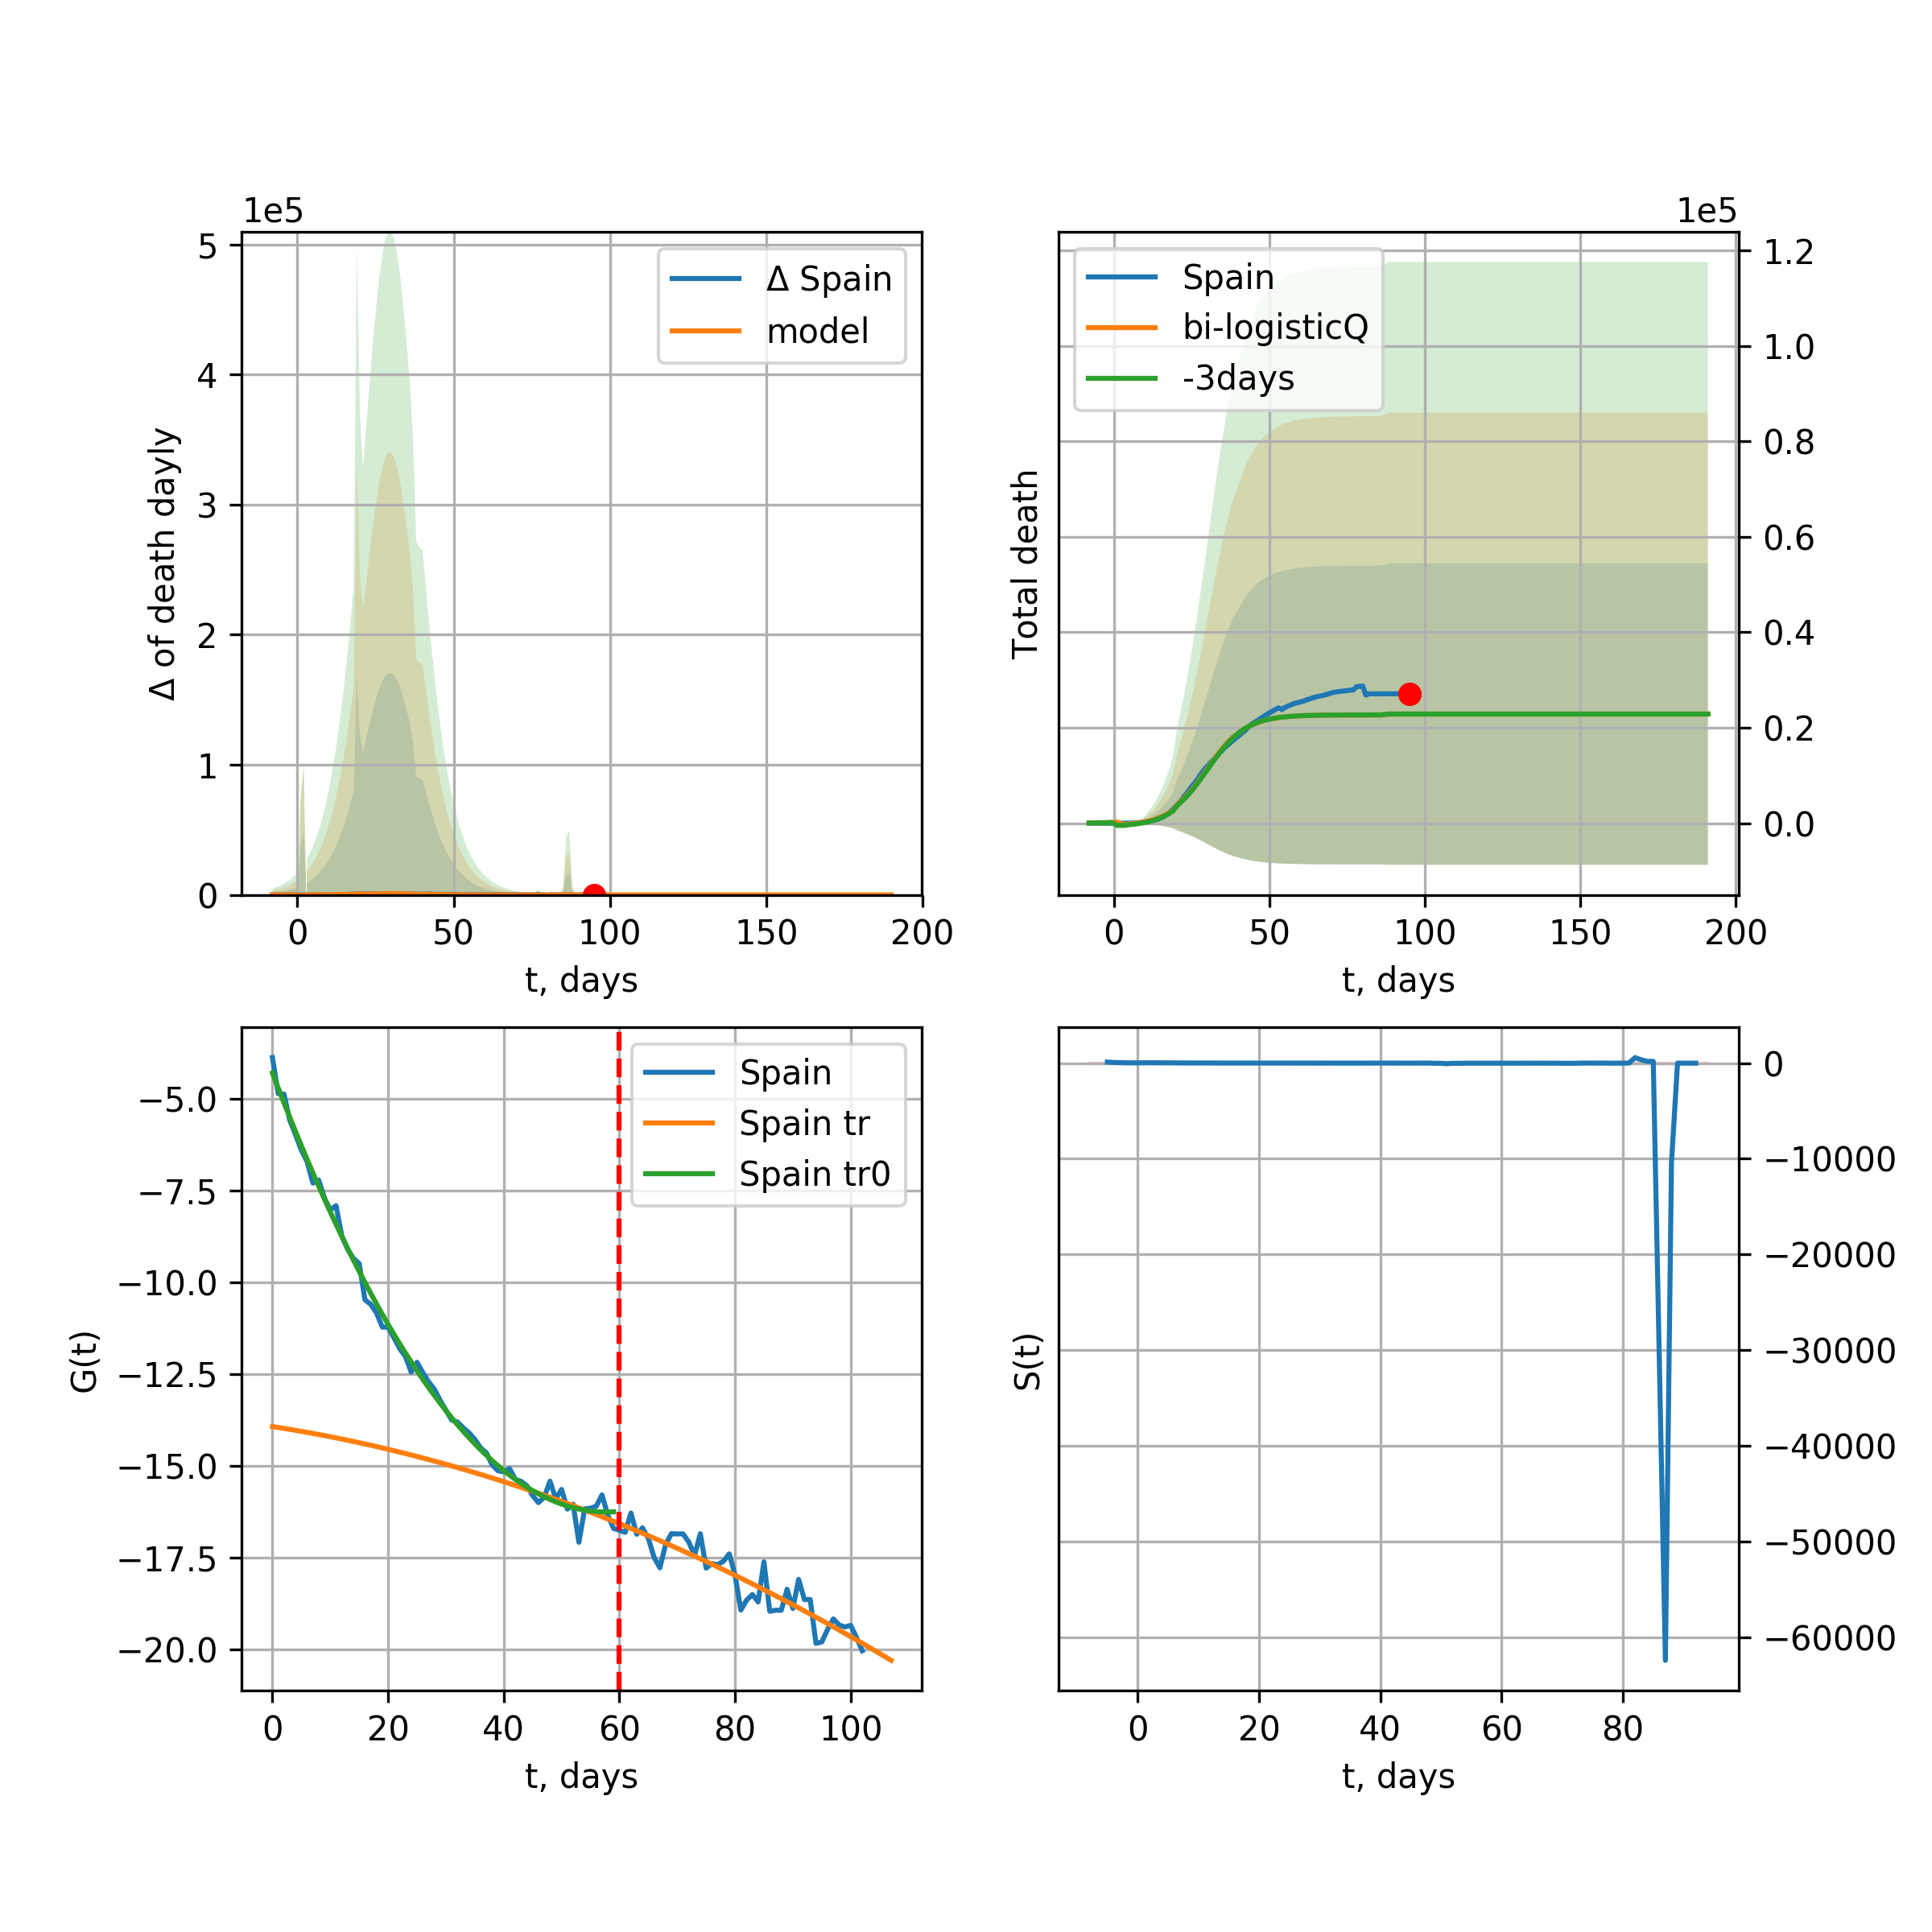 1e5
5
4
3
2
1
0
Δ of death dayly
Δ Spain
model
0 50 100 150 200
t, days
1e5
Total death
Spain
bi-logisticQ
-3days
1.2
1.0
0.8
0.6
0.4
0.2
0.0
0 50 100 150 200
t, days
G(t)
−5.0
−7.5
−10.0
−12.5
−15.0
−17.5
−20.0
Spain
Spain tr
Spain tr0
0 20 40 60 80 100
t, days
S(t)
0
−10000
−20000
−30000
−40000
−50000
−60000
0 20 40 60 80
t, days